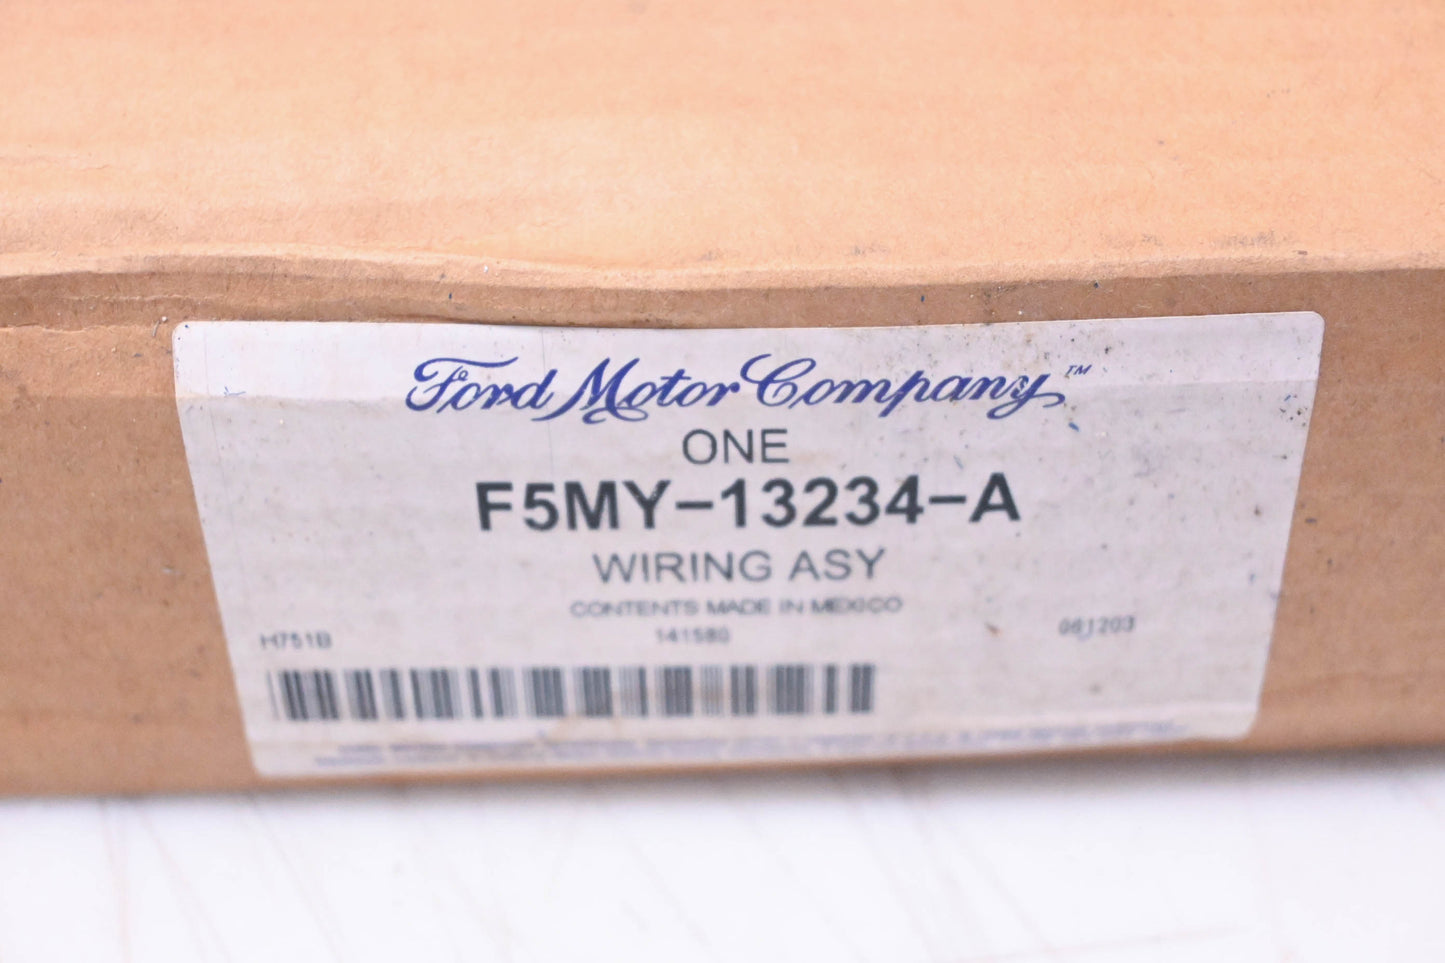 Ford Motor Company™
ONE
F5MY-13234-A
WIRING ASY
CONTENTS MADE IN MEXICO
H751B 141580 061203